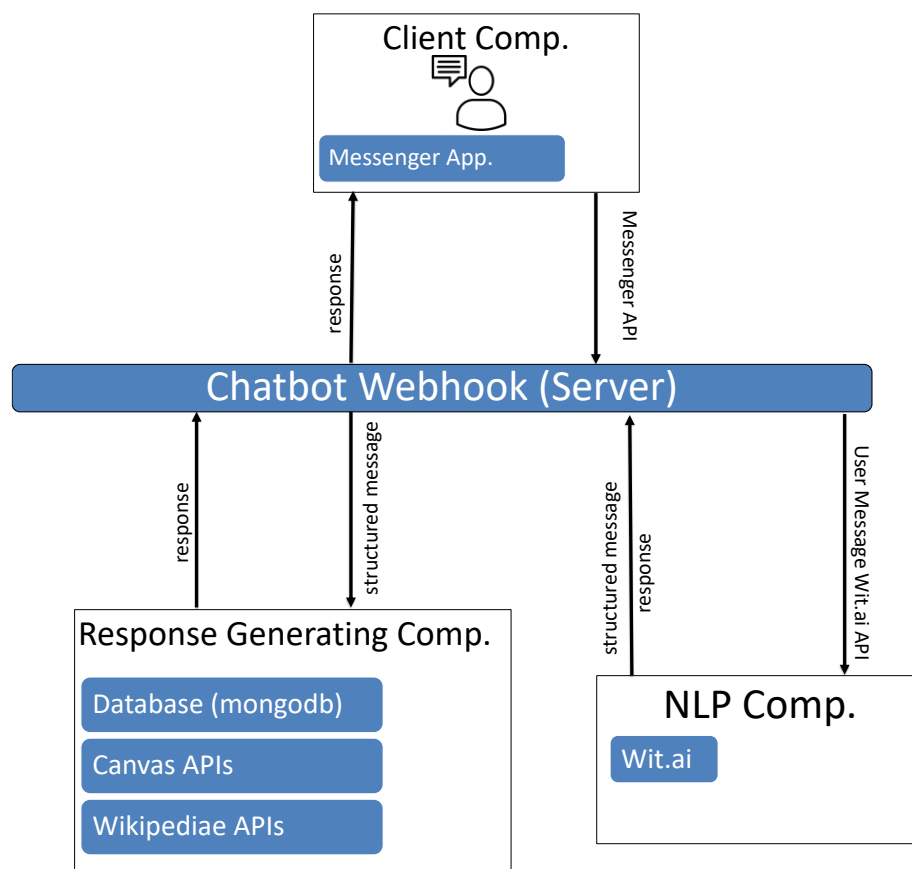 Client Comp.
Messenger App.
response
Messenger API
Chatbot Webhook (Server)
response
structured message
structured message
response
User Message Wit.ai API
Response Generating Comp.
Database (mongodb)
Canvas APIs
Wikipediae APIs
NLP Comp.
Wit.ai